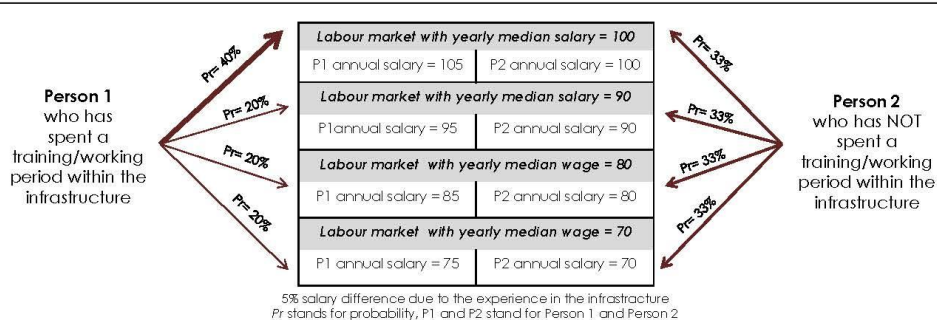 Labour market with yearly median salary = 100
P1 annual salary = 105
P2 annual salary = 100
Labour market with yearly median salary = 90
P1annual salary = 95
P2 annual salary = 90
Labour market with yearly median wage = 80
P1 annual salary = 85
P2 annual salary = 80
Labour market with yearly median wage = 70
P1 annual salary = 75
P2 annual salary = 70
Person 1
who has
spent a
training/working
period within the
infrastructure
Pr= 40%
Pr= 20%
Pr= 20%
Pr= 20%
Person 2
who has NOT
spent a
training/working
period within the
infrastructure
Pr= 33%
Pr= 33%
Pr= 33%
Pr= 33%
5% salary difference due to the experience in the infrastracture
Pr stands for probability, P1 and P2 stand for Person 1 and Person 2